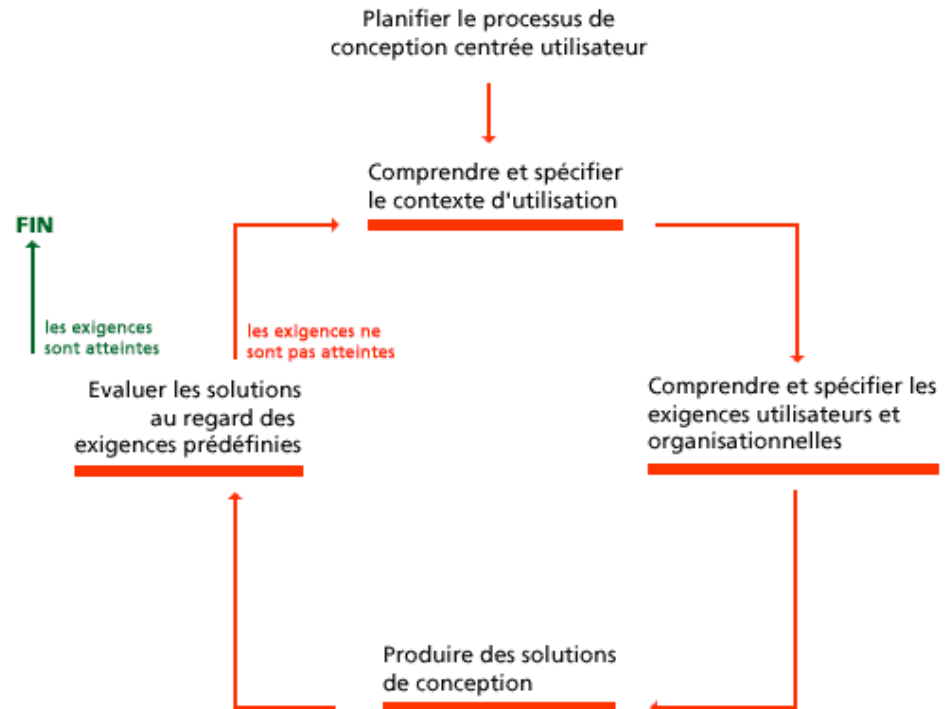 Planifier le processus de
conception centrée utilisateur
Comprendre et spécifier
le contexte d'utilisation
FIN
les exigences
sont atteintes
les exigences ne
sont pas atteintes
Evaluer les solutions
au regard des
exigences prédéfinies
Comprendre et spécifier les
exigences utilisateurs et
organisationnelles
Produire des solutions
de conception